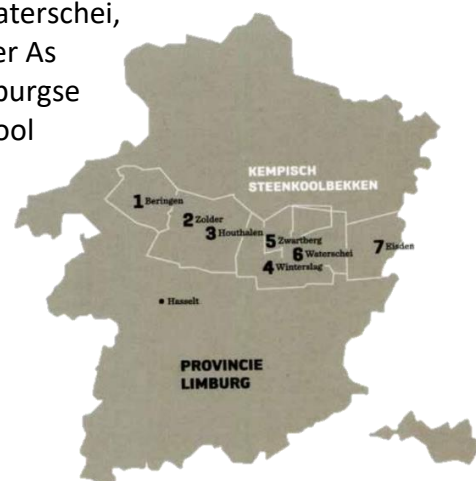 aterschei,
er As
burgse
ool
KEMPISCH
STEENKOOLBEKKEN
1 Beringen
2 Zolder
3 Houthalen
5 Zwartberg
6 Waterschei
7 Eisden
4 Winterslag
Hasselt
PROVINCIE
LIMBURG